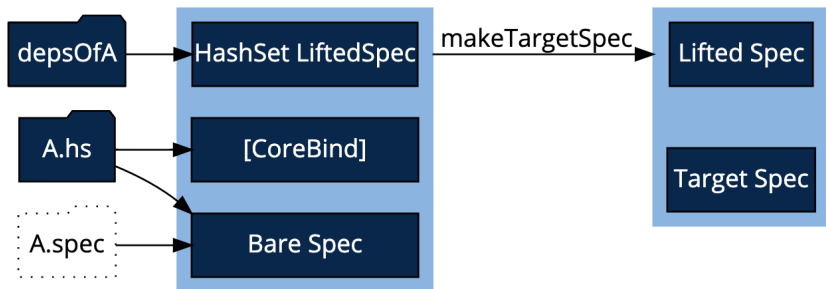 depsOfA
HashSet LiftedSpec
makeTargetSpec
Lifted Spec
A.hs
[CoreBind]
Target Spec
A.spec
Bare Spec